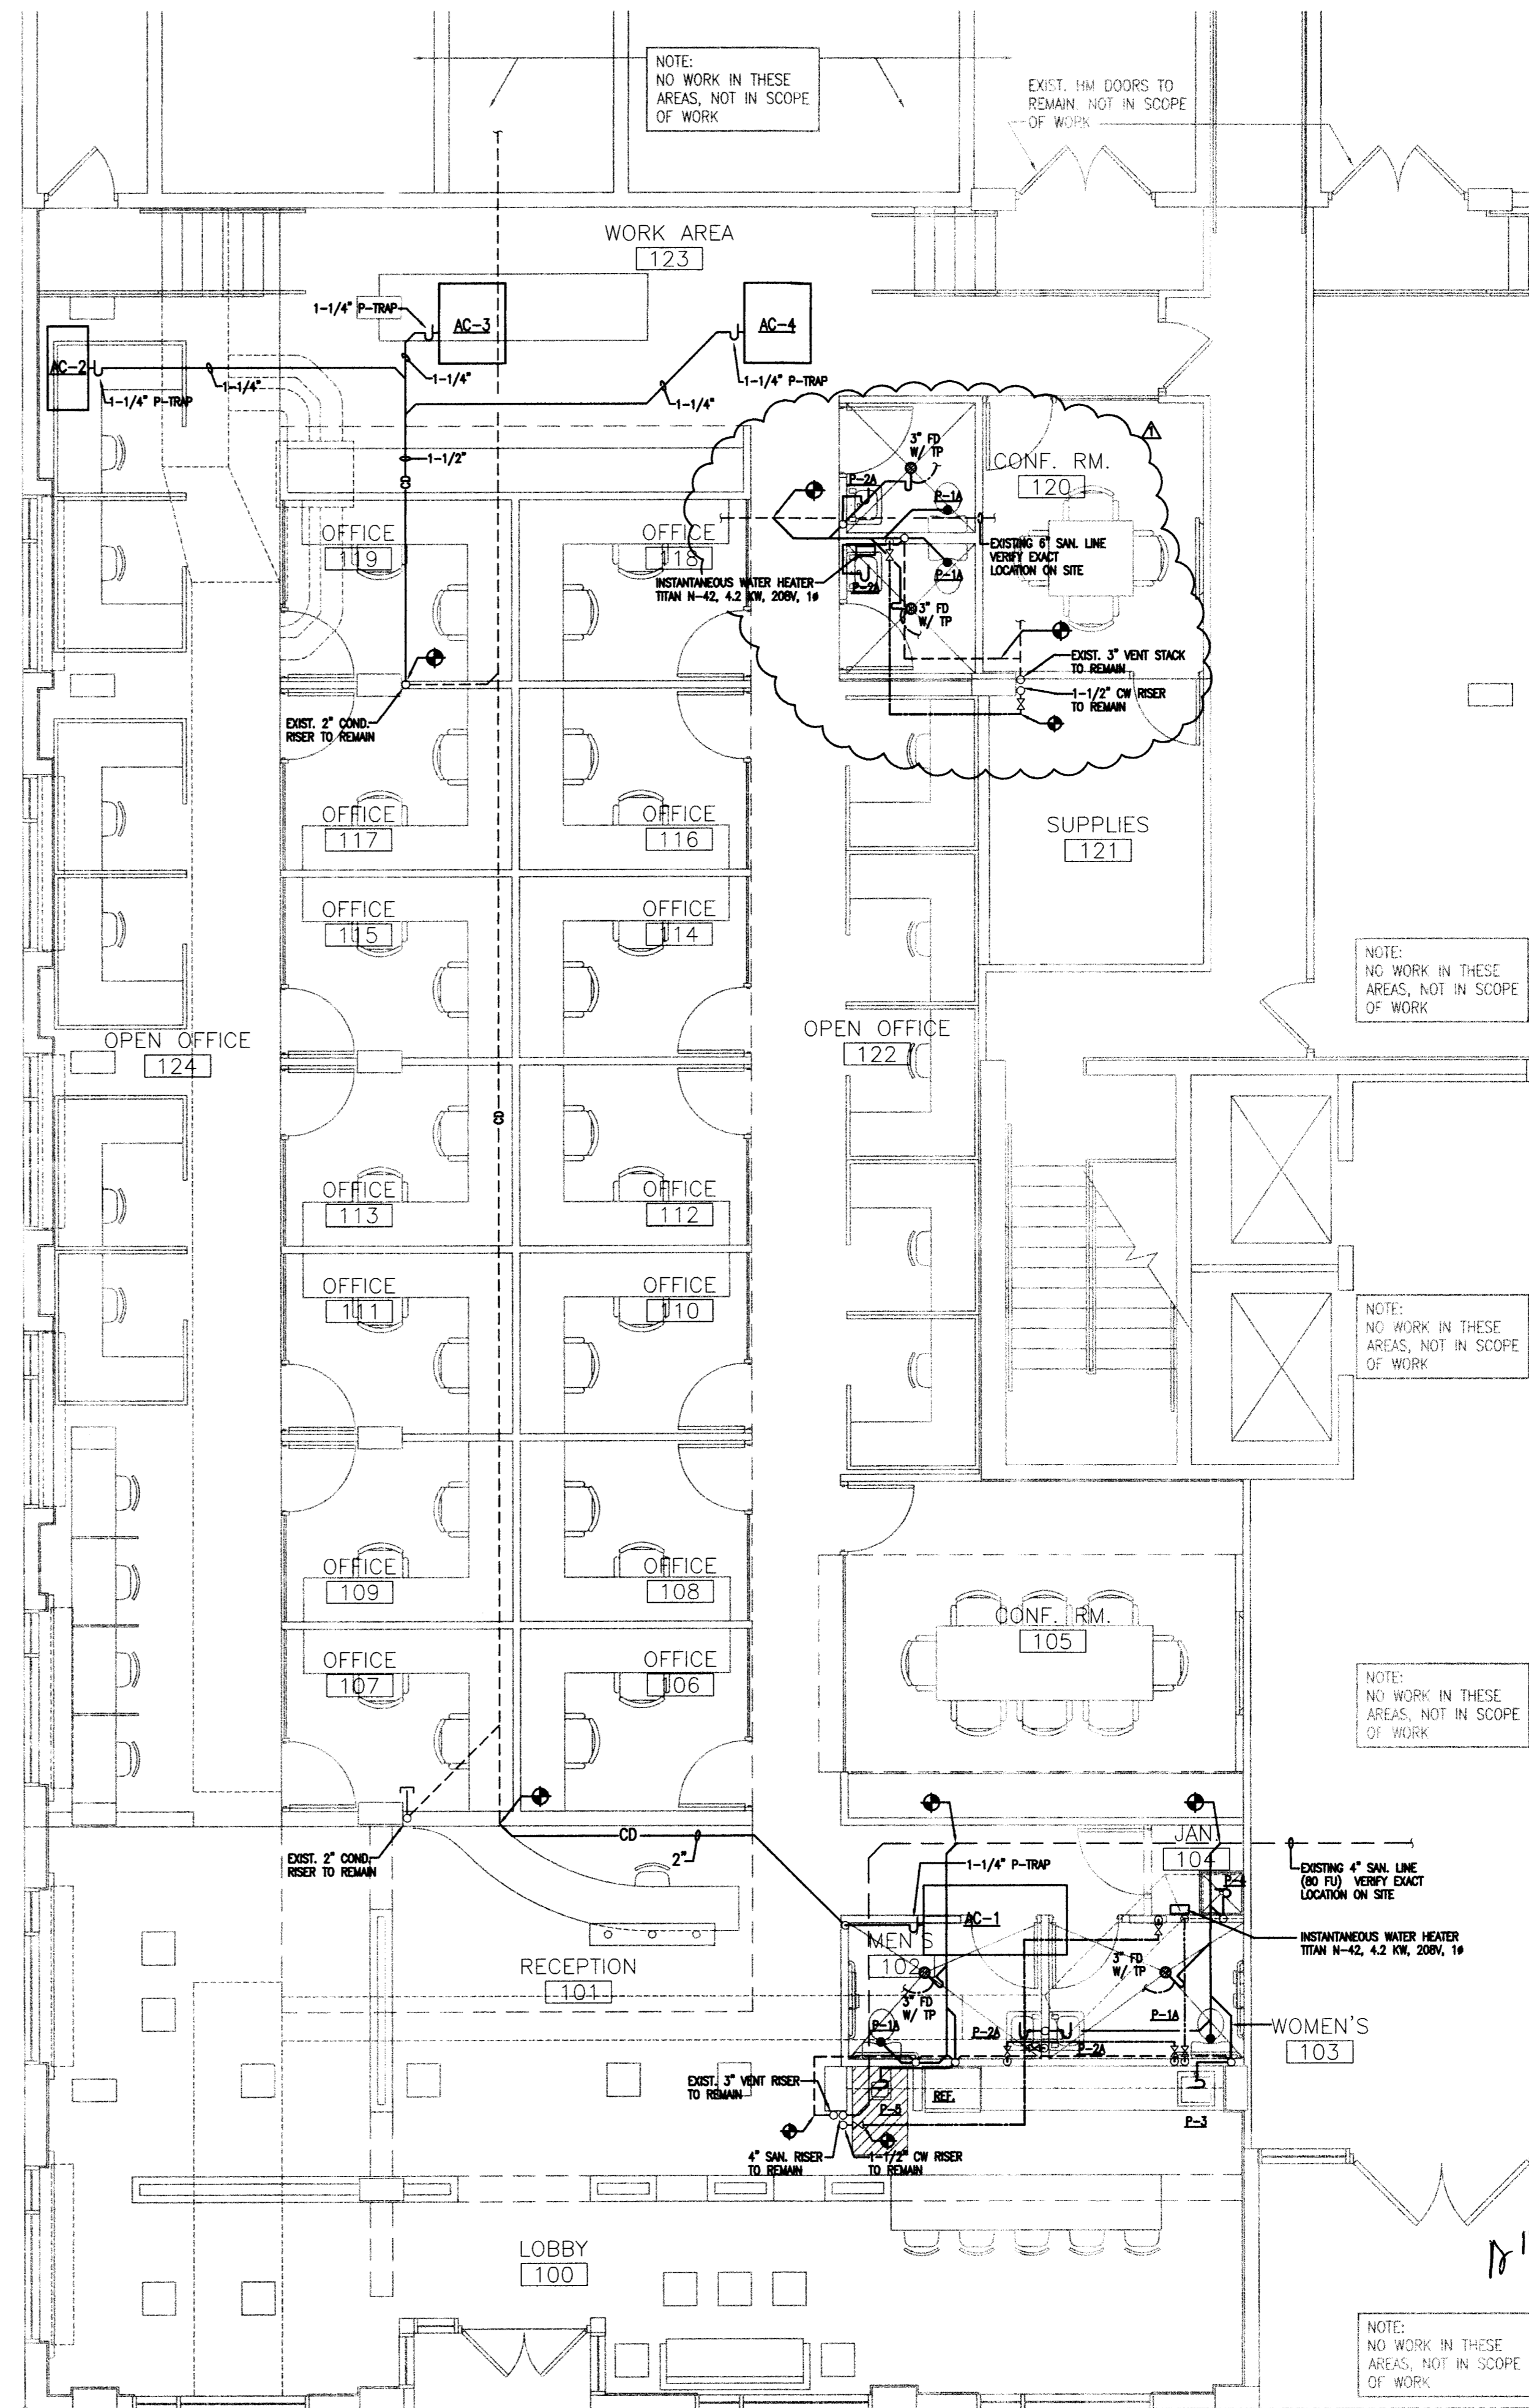 NOTE:
NO WORK IN THESE
AREAS, NOT IN SCOPE
OF WORK
EXIST. HM DOORS TO
REMAIN. NOT IN SCOPE
OF WORK
WORK AREA
123
1-1/4" P-TRAP
AC-3
AC-4
AC-2
1-1/4" P-TRAP
1-1/4"
1-1/4"
1-1/4"
1-1/4" P-TRAP
1-1/2"
1
3" FD
W/ TP
CONF. RM.
120
P-2A
P-1A
OFFICE
119
OFFICE
118
EXISTING 6" SAN. LINE
VERIFY EXACT
LOCATION ON SITE
INSTANTANEOUS WATER HEATER
TITAN N-42, 4.2 KW, 208V, 1ø
P-2A
P-1A
3" FD
W/ TP
EXIST. 3" VENT STACK
TO REMAIN
1-1/2" CW RISER
TO REMAIN
EXIST. 2" COND.
RISER TO REMAIN
OFFICE
117
OFFICE
116
SUPPLIES
121
OFFICE
115
OFFICE
114
NOTE:
NO WORK IN THESE
AREAS, NOT IN SCOPE
OF WORK
OPEN OFFICE
124
OPEN OFFICE
122
OFFICE
113
OFFICE
112
OFFICE
111
OFFICE
110
NOTE:
NO WORK IN THESE
AREAS, NOT IN SCOPE
OF WORK
OFFICE
109
OFFICE
108
CONF. RM.
105
OFFICE
107
OFFICE
106
NOTE:
NO WORK IN THESE
AREAS, NOT IN SCOPE
OF WORK
EXIST. 2" COND.
RISER TO REMAIN
CD
2"
1-1/4" P-TRAP
JAN.
104
P-4
EXISTING 4" SAN. LINE
(80 FU) VERIFY EXACT
LOCATION ON SITE
AC-1
MEN'S
102
INSTANTANEOUS WATER HEATER
TITAN N-42, 4.2 KW, 208V, 1ø
RECEPTION
101
3" FD
W/ TP
3" FD
W/ TP
P-1A
P-2A
P-2A
P-1A
WOMEN'S
103
EXIST. 3" VENT RISER
TO REMAIN
P-5
REF.
P-3
4" SAN. RISER
TO REMAIN
1-1/2" CW RISER
TO REMAIN
LOBBY
100
NOTE:
NO WORK IN THESE
AREAS, NOT IN SCOPE
OF WORK